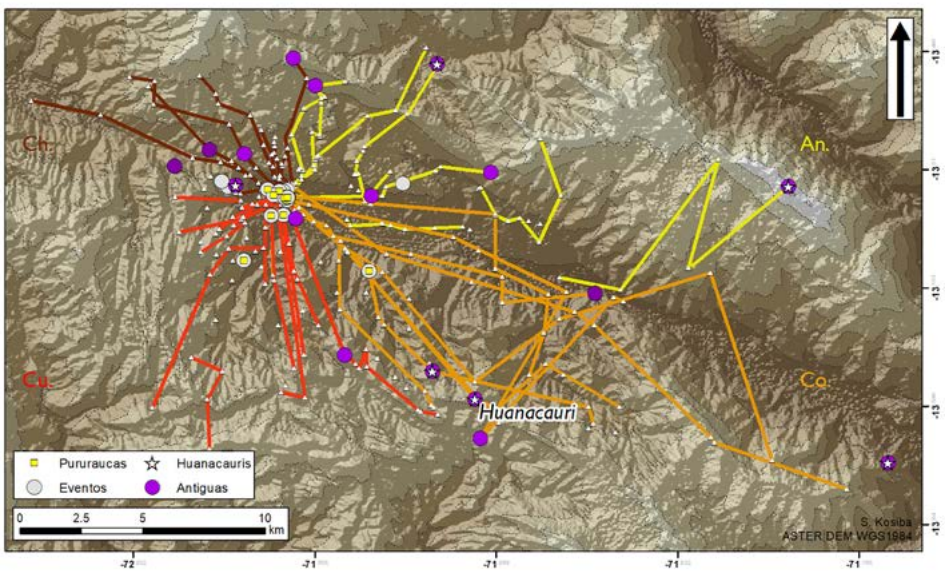 Ch.
An.
Cu.
Co.
Huanacauri
Pururaucas
Huanacauris
Eventos
Antiguas
0 2.5 5 10
km
S. Kosiba
ASTER DEM WGS1984
-72 -71 -71 -71 -71
-13
-13
-13
-13
-13